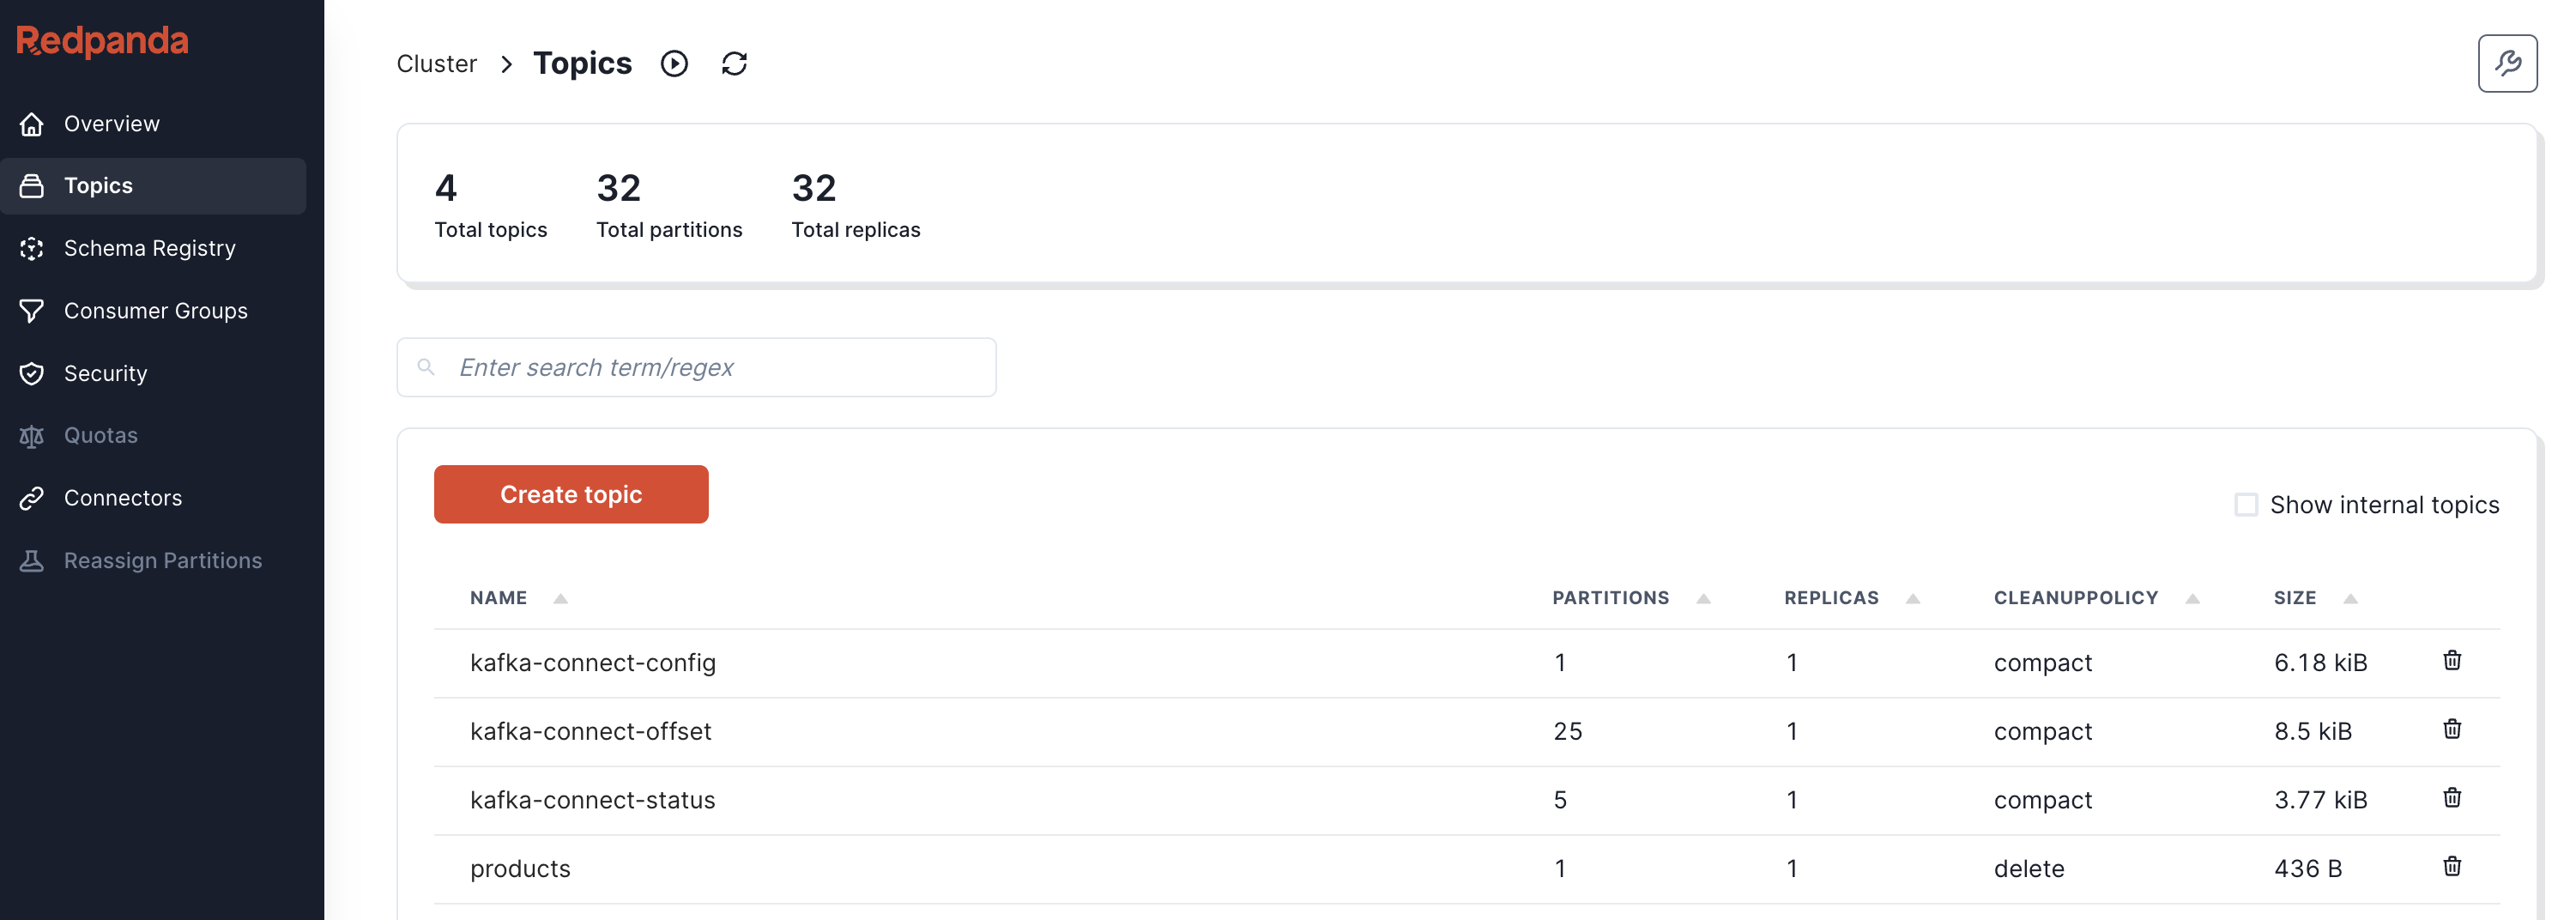 Redpanda
Overview
Topics
Schema Registry
Consumer Groups
Security
Quotas
Connectors
Reassign Partitions
Cluster > Topics
4 32 32
Total topics Total partitions Total replicas
Enter search term/regex
Create topic
Show internal topics
NAME PARTITIONS REPLICAS CLEANUPPOLICY SIZE
kafka-connect-config 1 1 compact 6.18 kiB
kafka-connect-offset 25 1 compact 8.5 kiB
kafka-connect-status 5 1 compact 3.77 kiB
products 1 1 delete 436 B